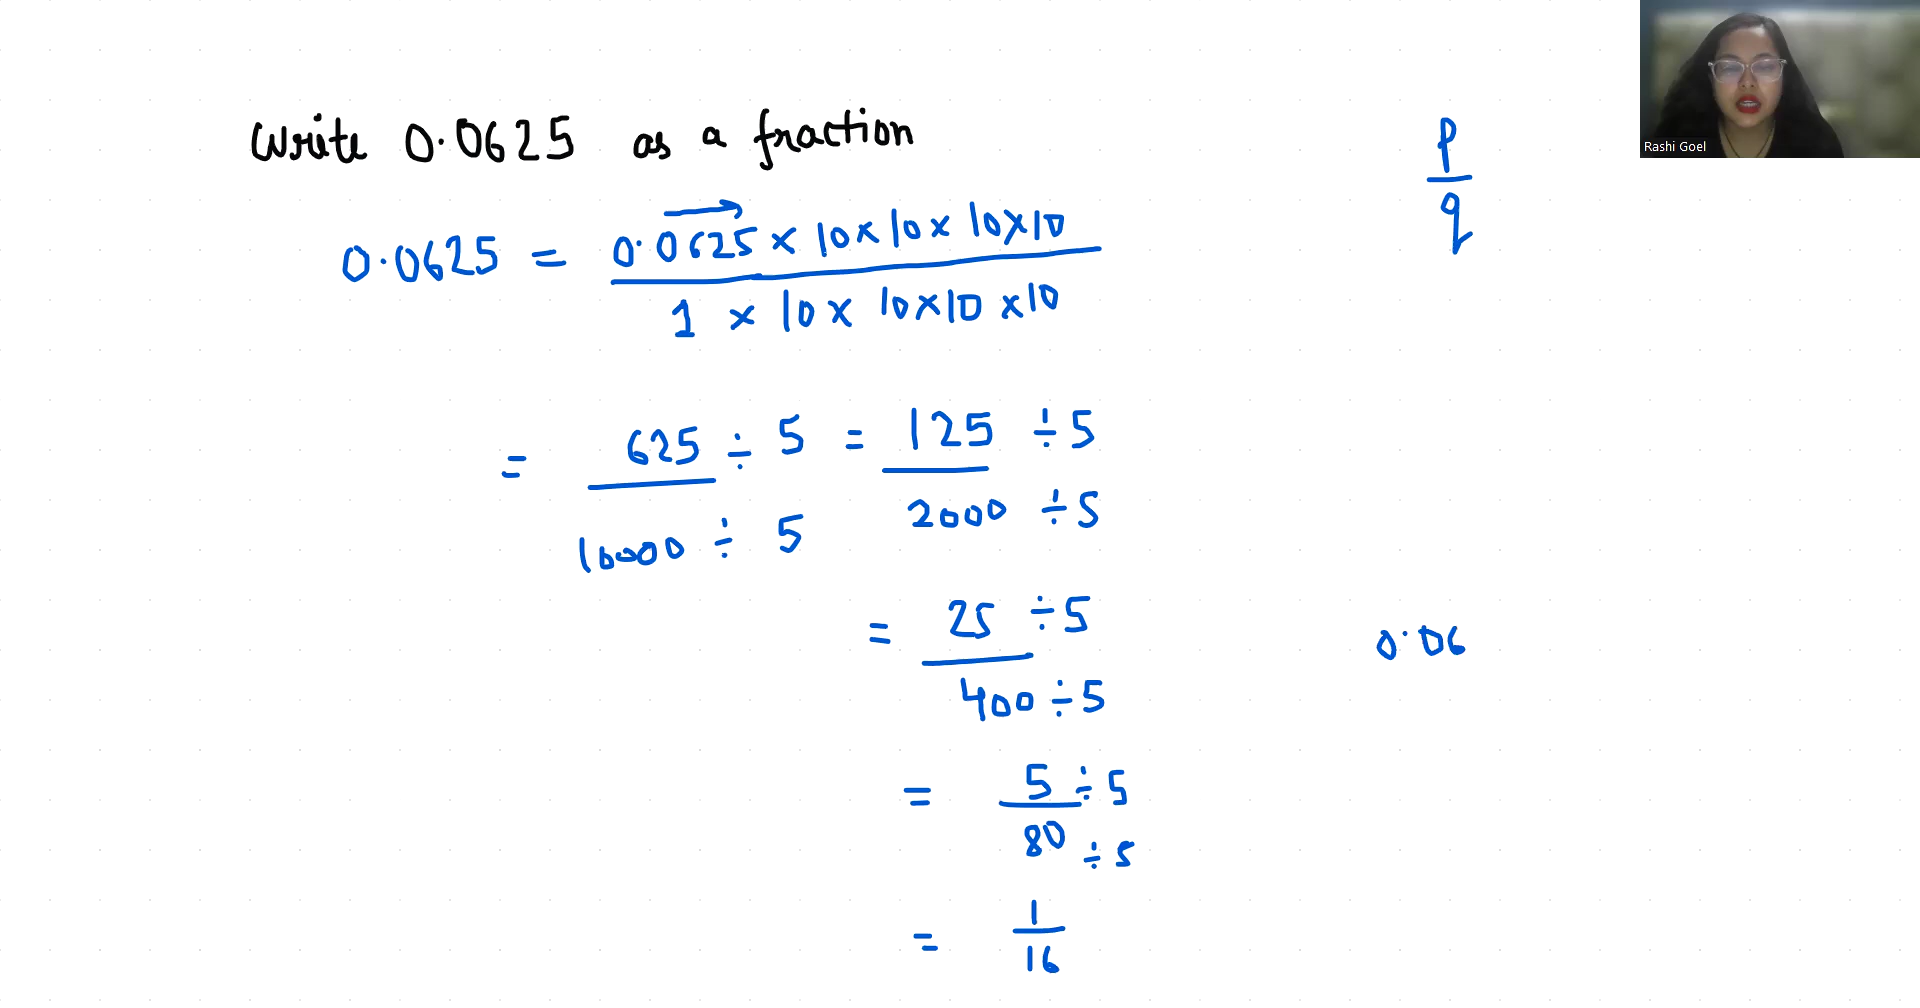 Write 0.0625 as a fraction
p
q
Rashi Goel
0.0625 = 0.0625 × 10 × 10 × 10 × 10
1 × 10 × 10 × 10 × 10
= 625 ÷ 5 = 125 ÷ 5
10000 ÷ 5 2000 ÷ 5
= 25 ÷ 5
400 ÷ 5
0.06
= 5 ÷ 5
80 ÷ 5
= 1
16